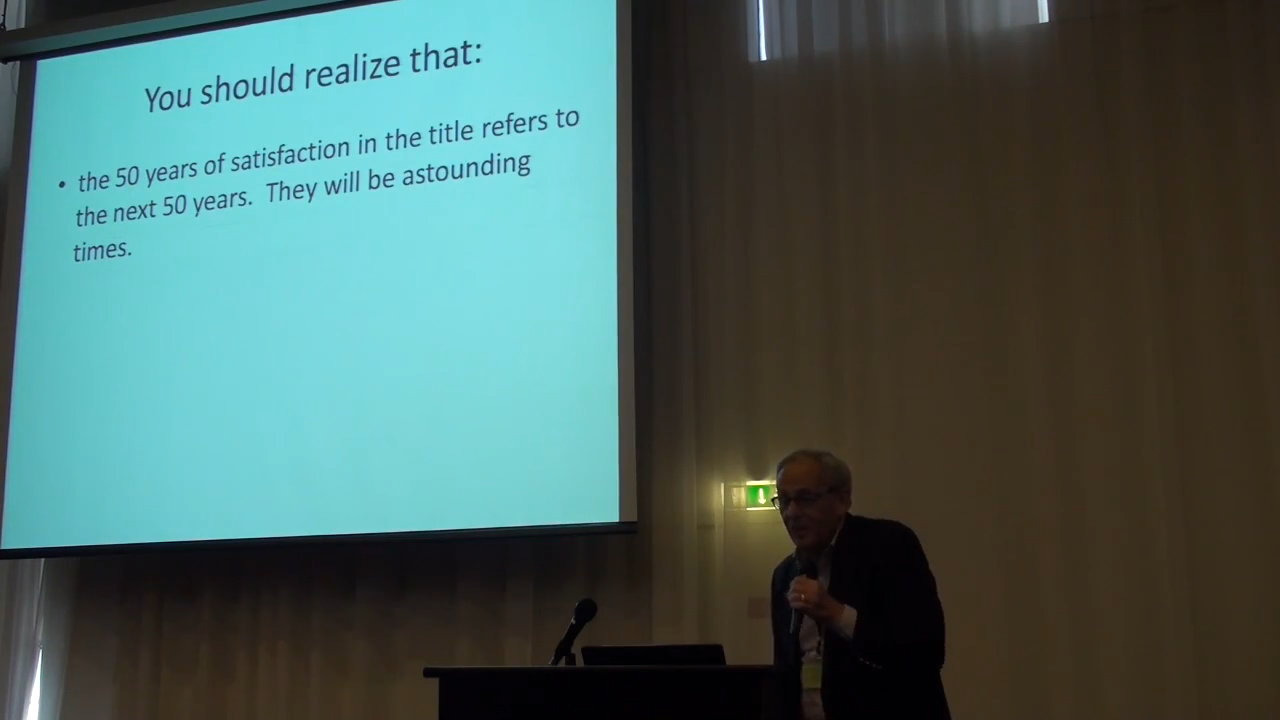 You should realize that:
• the 50 years of satisfaction in the title refers to
the next 50 years. They will be astounding
times.